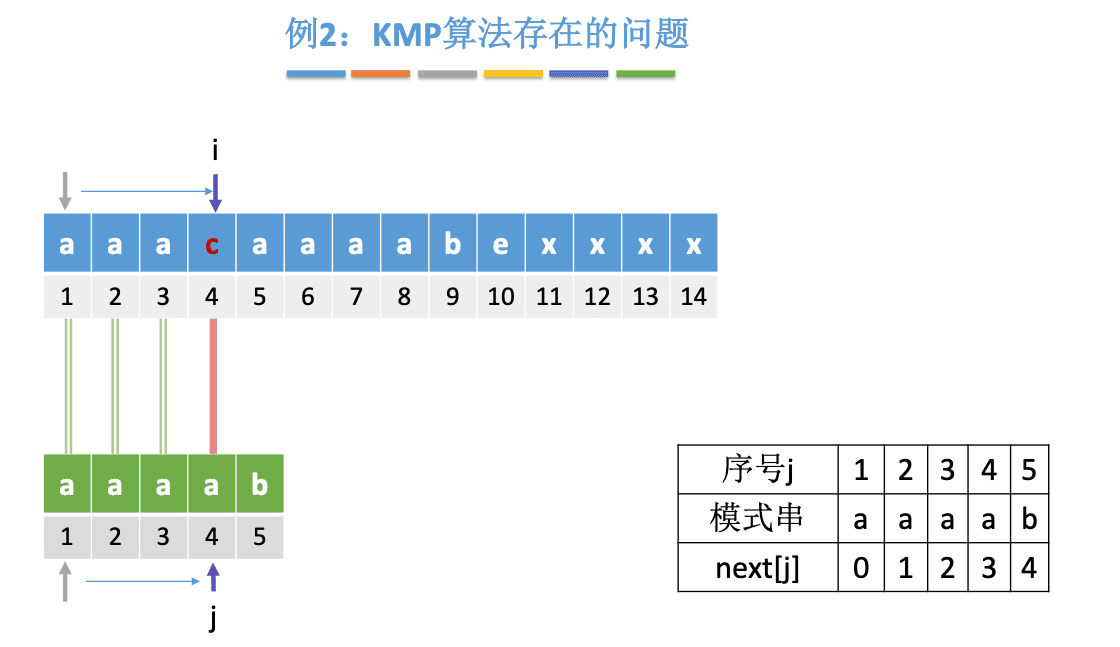 例2：KMP算法存在的问题
i
a a a c a a a a b e x x x x
1 2 3 4 5 6 7 8 9 10 11 12 13 14
a a a a b
1 2 3 4 5
j
序号j 1 2 3 4 5
模式串 a a a a b
next[j] 0 1 2 3 4